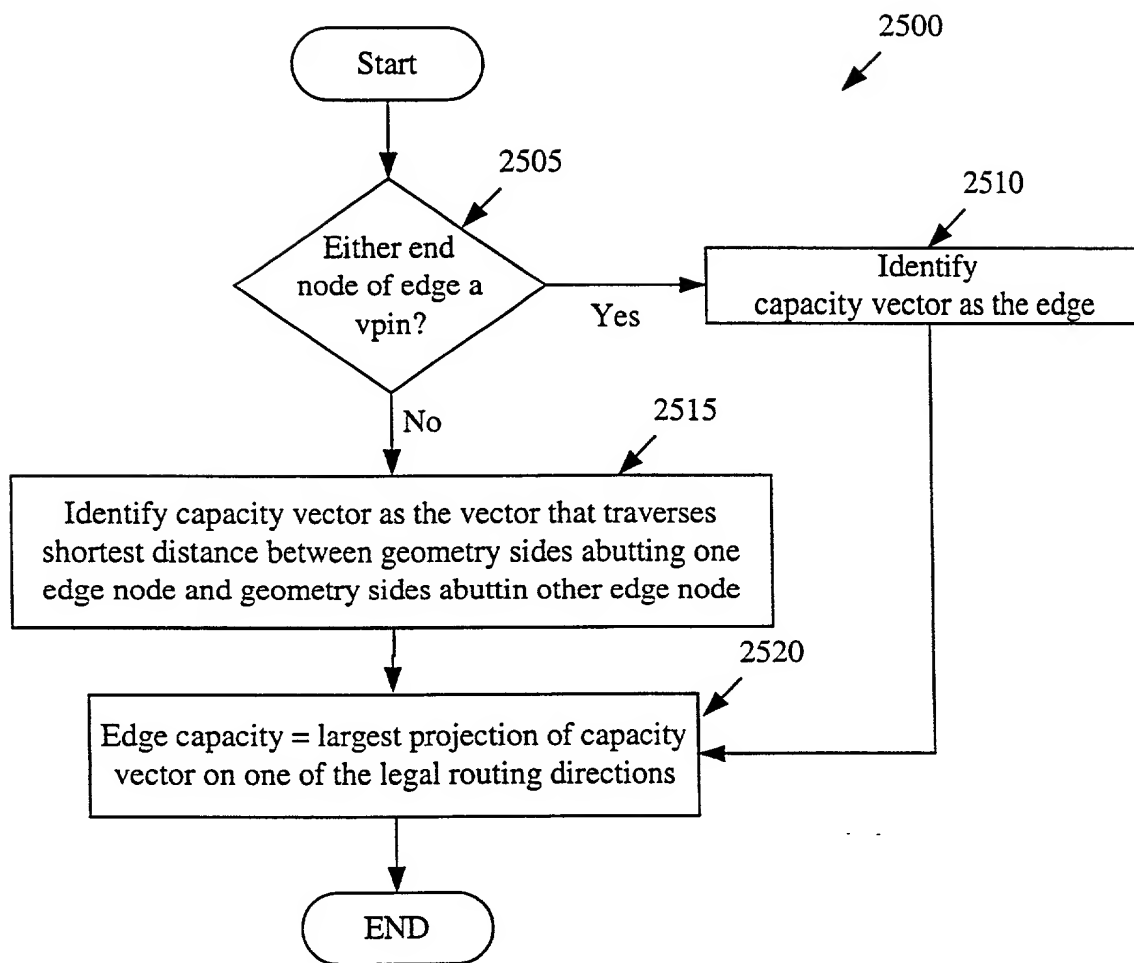 2500
Start
2505
Either end
node of edge a
vpin?
Yes
2510
Identify
capacity vector as the edge
No
2515
Identify capacity vector as the vector that traverses
shortest distance between geometry sides abutting one
edge node and geometry sides abuttin other edge node
2520
Edge capacity = largest projection of capacity
vector on one of the legal routing directions
END